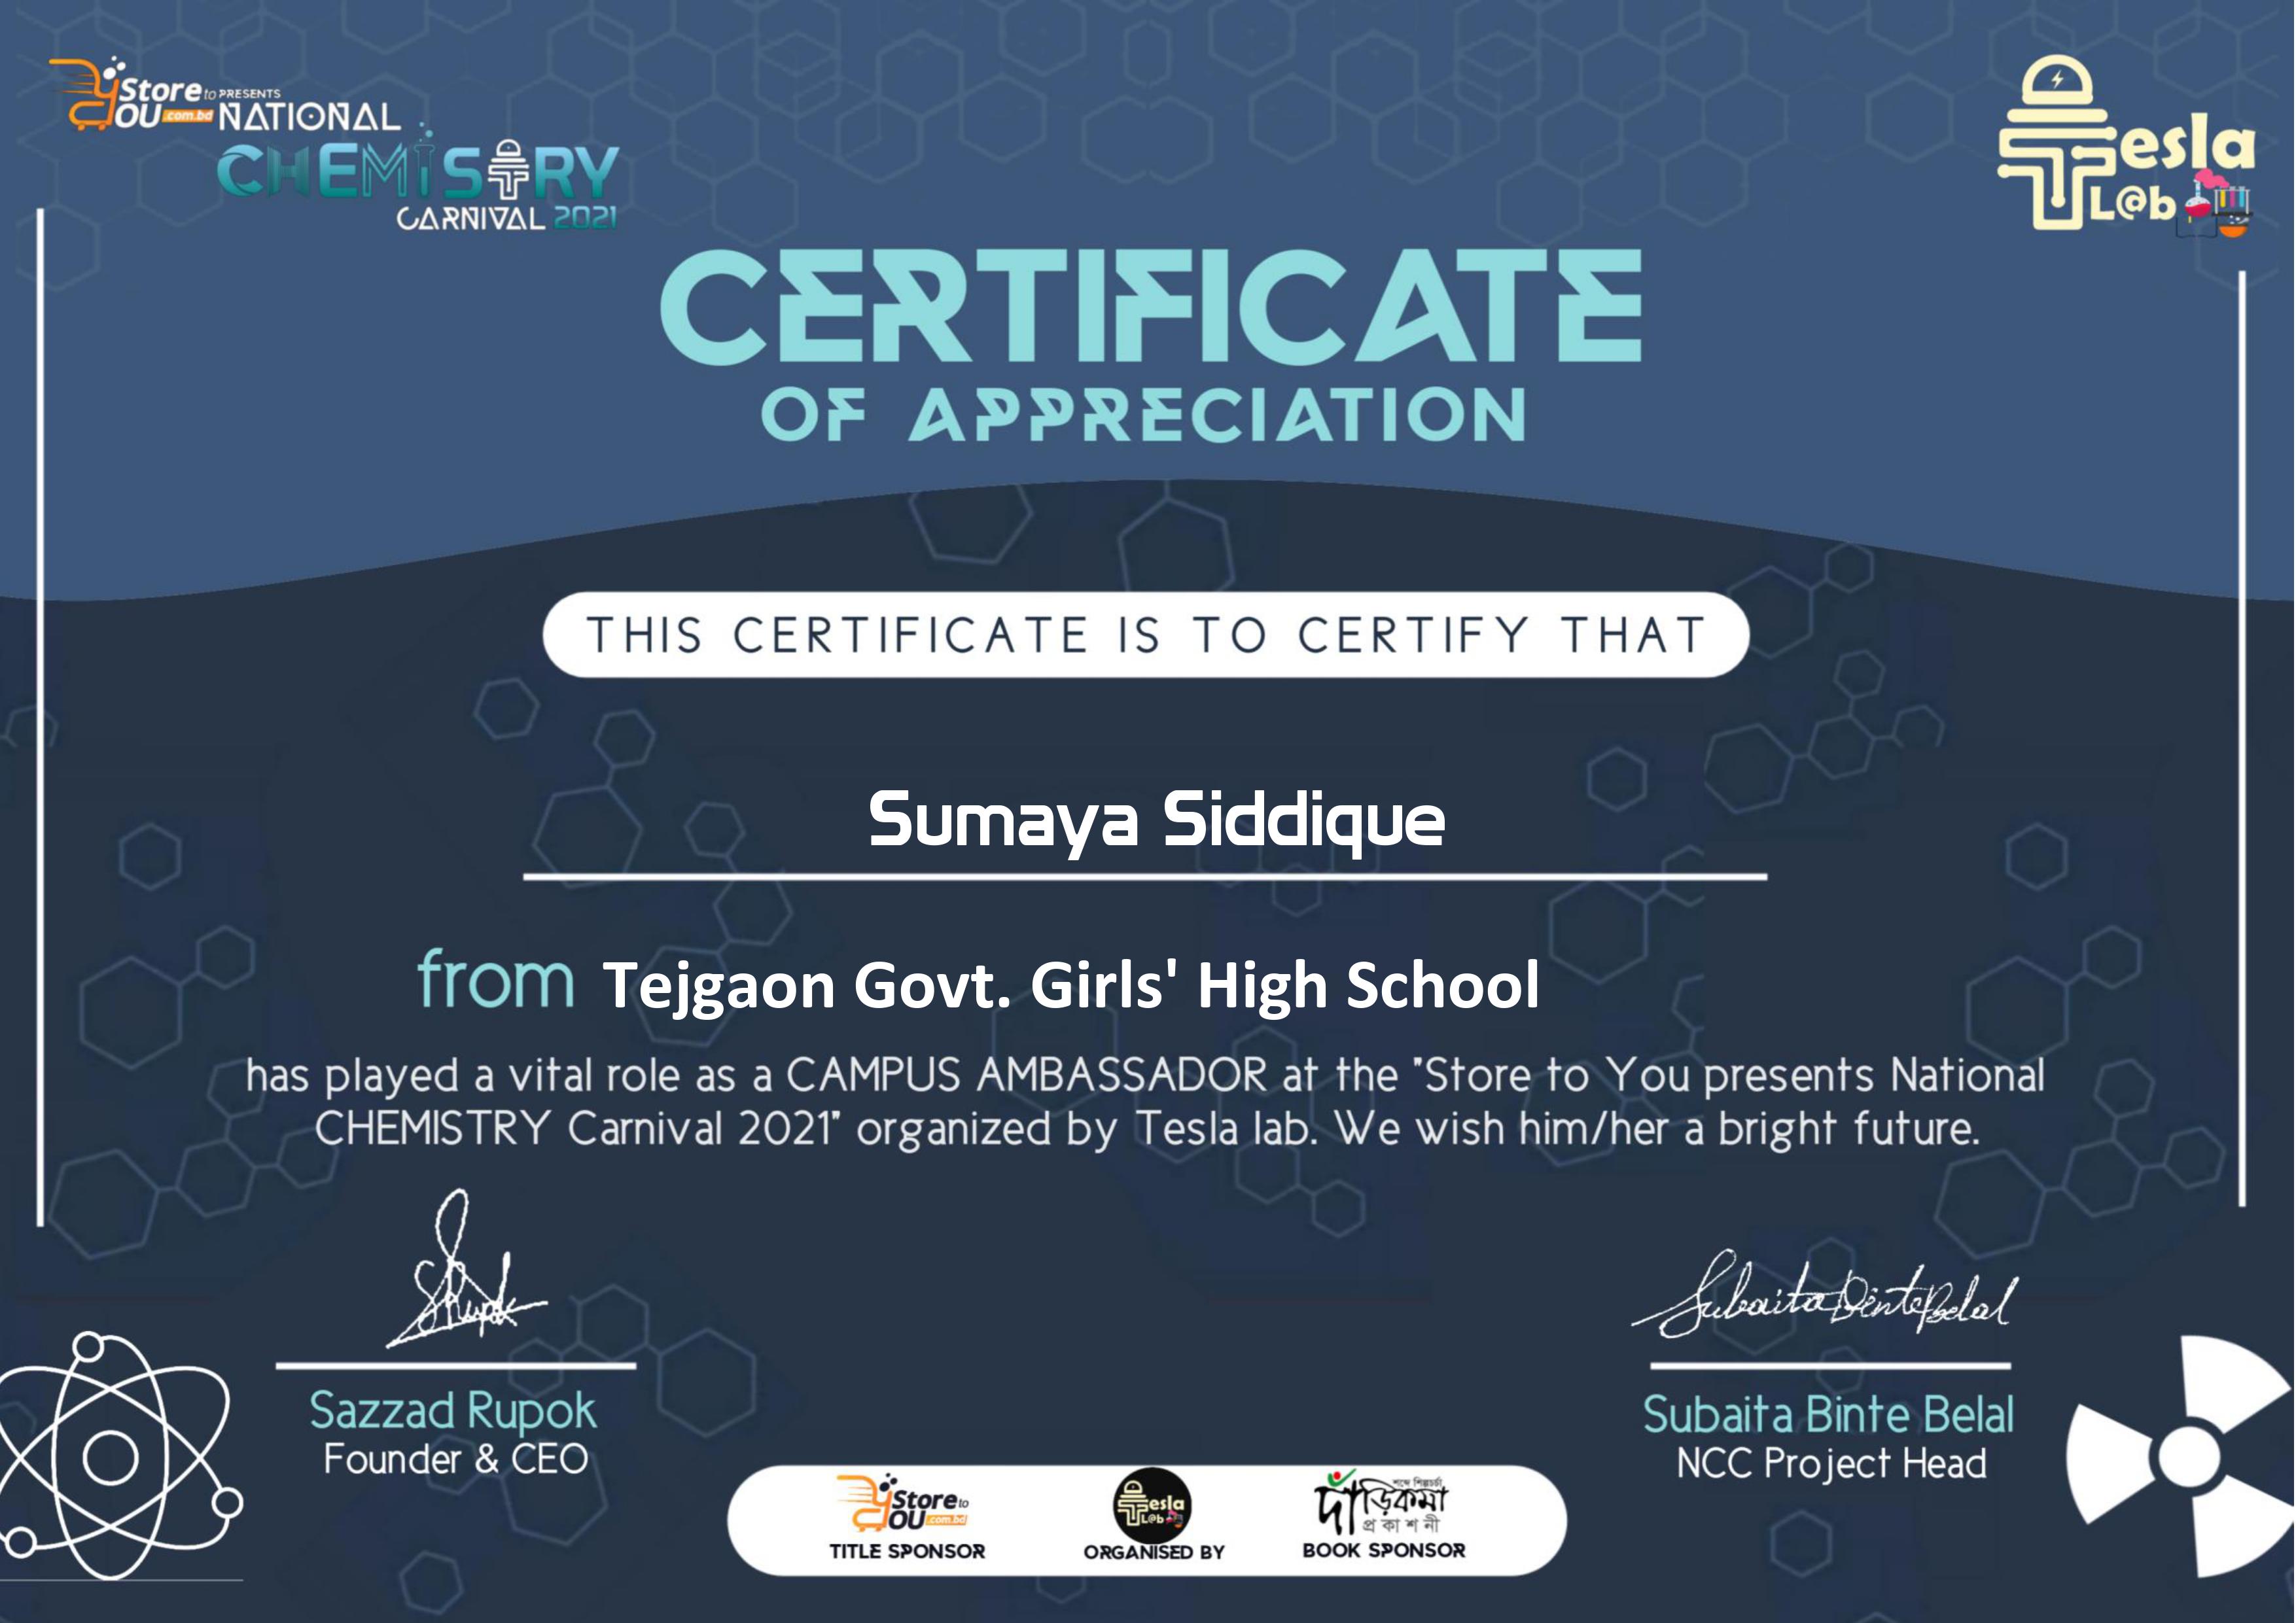 Store to PRESENTS
YOU .com.bd NATIONAL
CHEMISTRY
CARNIVAL 2021
Tesla
L@b
CERTIFICATE
OF APPRECIATION
THIS CERTIFICATE IS TO CERTIFY THAT
Sumaya Siddique
from Tejgaon Govt. Girls' High School
has played a vital role as a CAMPUS AMBASSADOR at the "Store to You presents National
CHEMISTRY Carnival 2021" organized by Tesla lab. We wish him/her a bright future.
Subaita Binte Belal
Sazzad Rupok
Founder & CEO
Subaita Binte Belal
NCC Project Head
Store to
YOU .com.bd
TITLE SPONSOR
Tesla
L@b
ORGANISED BY
শব্দে শিল্পচর্চা
দাঁড়িকমা
প্রকাশনী
BOOK SPONSOR